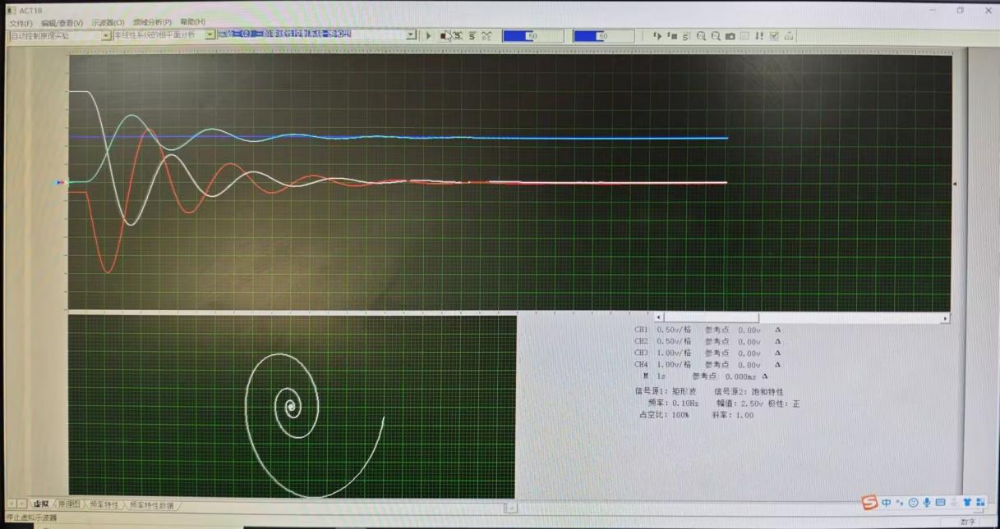 ACT18
文件(F) 编辑/查看(V) 示波器(O) 频域分析(P) 帮助(H)
自动控制原理实验 非线性系统的相平面分析 50 50
CH1 0.50v/格 参考点 0.00v Δ
CH2 0.50v/格 参考点 0.00v Δ
CH3 1.00v/格 参考点 0.00v Δ
CH4 1.00v/格 参考点 0.00v Δ
M 1s 参考点: 0.000ms Δ
信号源1: 矩形波 信号源2: 饱和特性
频率: 0.10Hz 幅值: 2.50v 极性: 正
占空比: 100% 斜率: 1.00
虚拟 原理图 频率特性 频率特性数据
停止虚拟示波器
S 中
数字